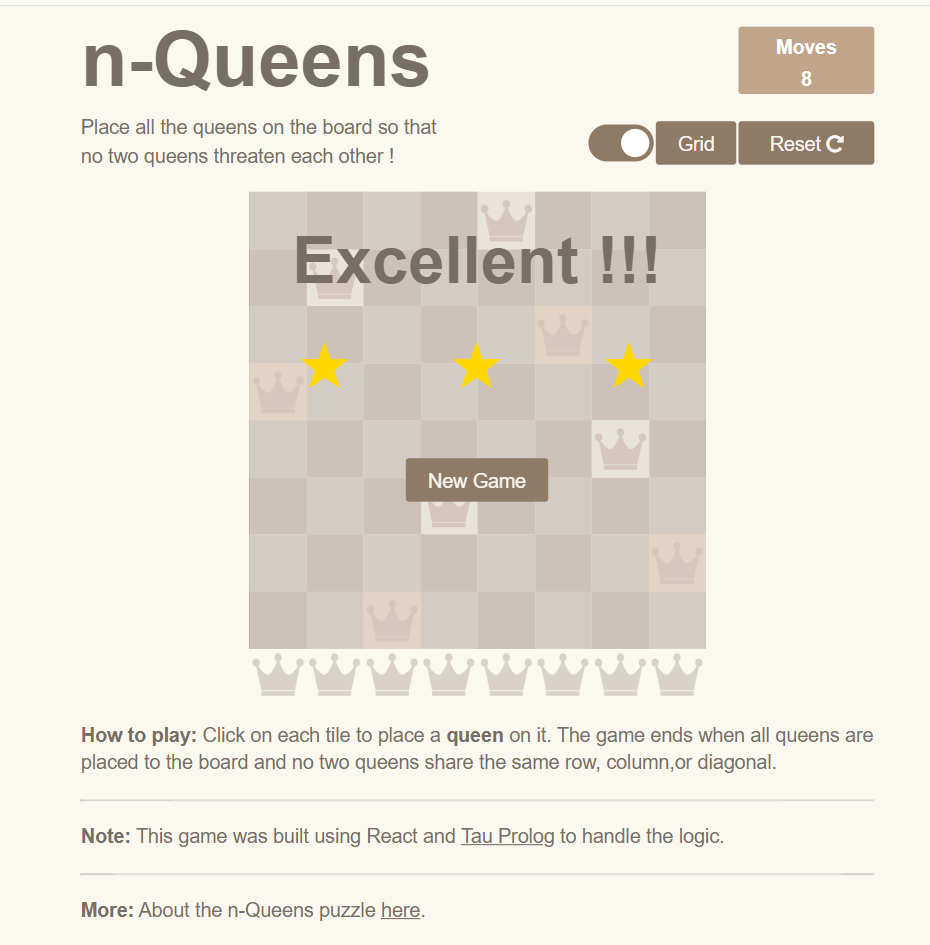 n-Queens
Moves
8
Place all the queens on the board so that
no two queens threaten each other !
Grid
Reset
Excellent !!!
New Game
How to play: Click on each tile to place a queen on it. The game ends when all queens are
placed to the board and no two queens share the same row, column,or diagonal.
Note: This game was built using React and Tau Prolog to handle the logic.
More: About the n-Queens puzzle here.